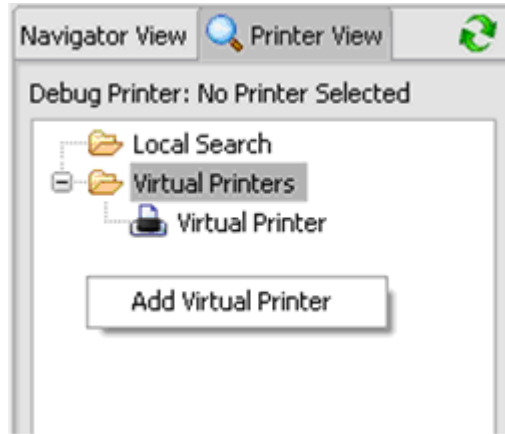 Navigator View Printer View
Debug Printer: No Printer Selected
Local Search
Virtual Printers
Virtual Printer
Add Virtual Printer